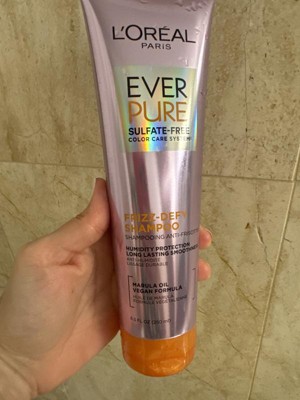 L'ORÉAL
PARIS
EVER
PURE
SULFATE-FREE
COLOR CARE SYSTEM
FRIZZ-DEFY
SHAMPOO
SHAMPOOING ANTI-FRISOTTIS
HUMIDITY PROTECTION
LONG LASTING SMOOTHNESS
MARULA OIL
VEGAN FORMULA